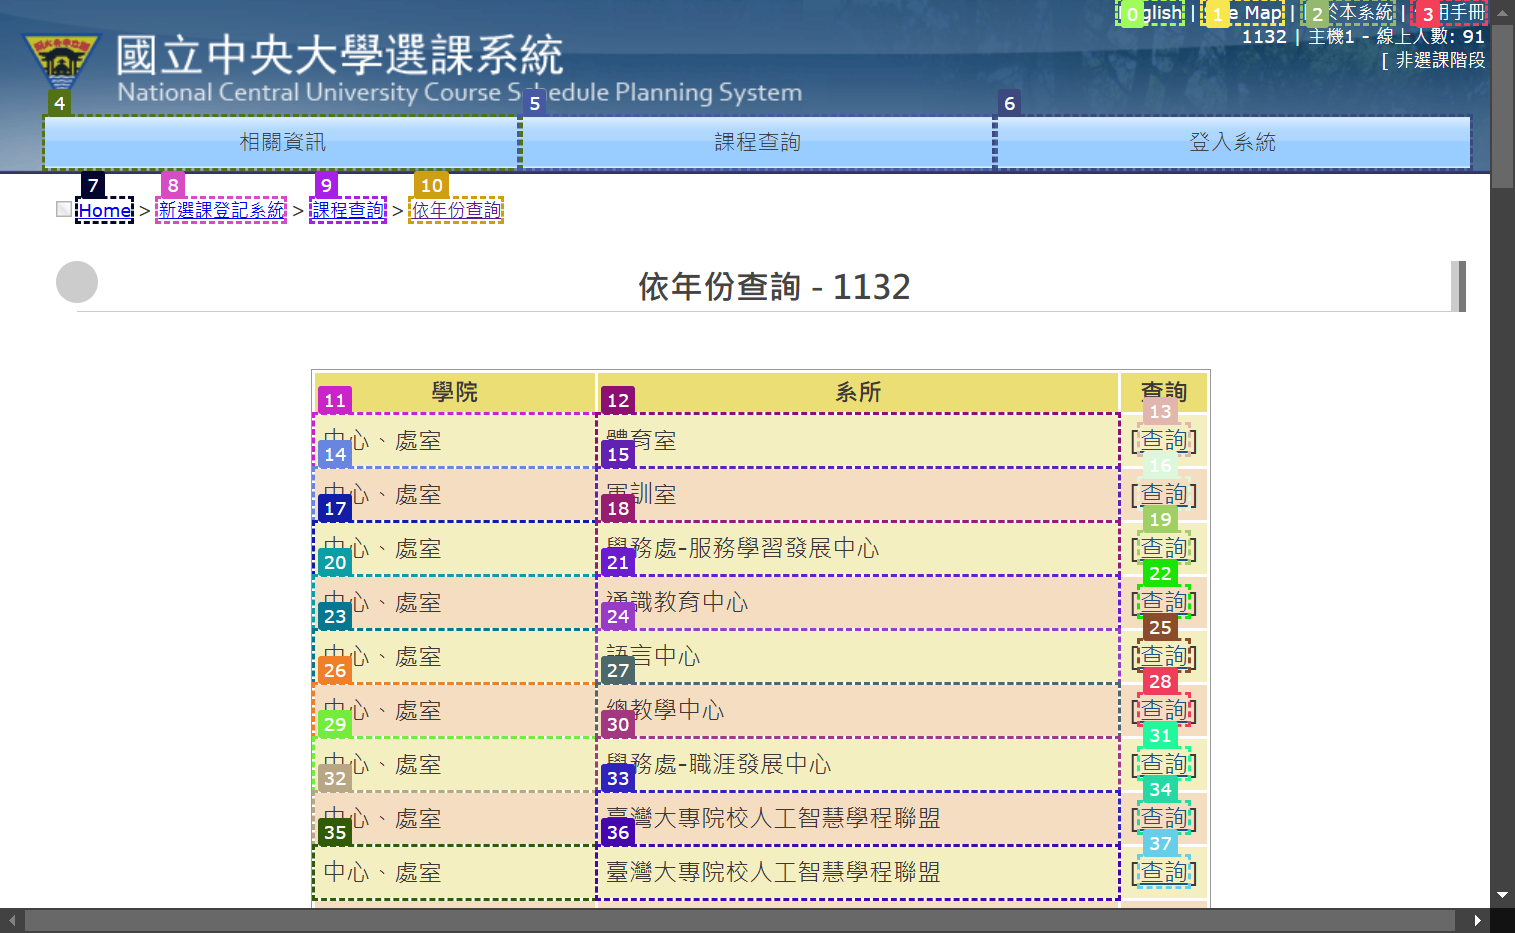 English | Site Map | 關於本系統 | 使用手冊
1132 | 主機1 - 線上人數: 91
[ 非選課階段
國立中央大學選課系統
National Central University Course Schedule Planning System
0
1
2
3
4
5
6
相關資訊
課程查詢
登入系統
7
8
9
10
Home > 新選課登記系統 > 課程查詢 > 依年份查詢
依年份查詢 - 1132
學院 系所 查詢
11 12 13
中心、處室 體育室 [查詢]
14 15 16
中心、處室 軍訓室 [查詢]
17 18 19
中心、處室 學務處-服務學習發展中心 [查詢]
20 21 22
中心、處室 通識教育中心 [查詢]
23 24 25
中心、處室 語言中心 [查詢]
26 27 28
中心、處室 總教學中心 [查詢]
29 30 31
中心、處室 學務處-職涯發展中心 [查詢]
32 33 34
中心、處室 臺灣大專院校人工智慧學程聯盟 [查詢]
35 36 37
中心、處室 臺灣大專院校人工智慧學程聯盟 [查詢]